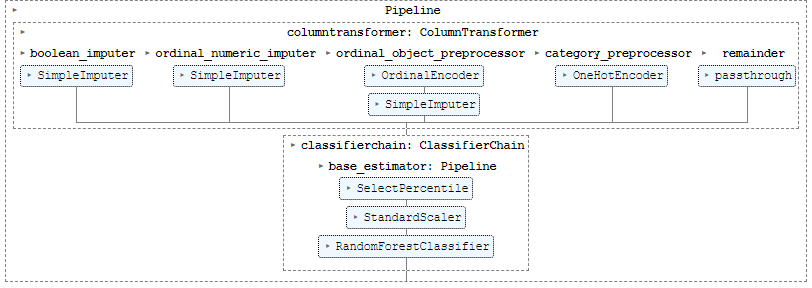 Pipeline
columntransformer: ColumnTransformer
boolean_imputer ordinal_numeric_imputer ordinal_object_preprocessor category_preprocessor remainder
SimpleImputer SimpleImputer OrdinalEncoder OneHotEncoder passthrough
SimpleImputer
classifierchain: ClassifierChain
base_estimator: Pipeline
SelectPercentile
StandardScaler
RandomForestClassifier